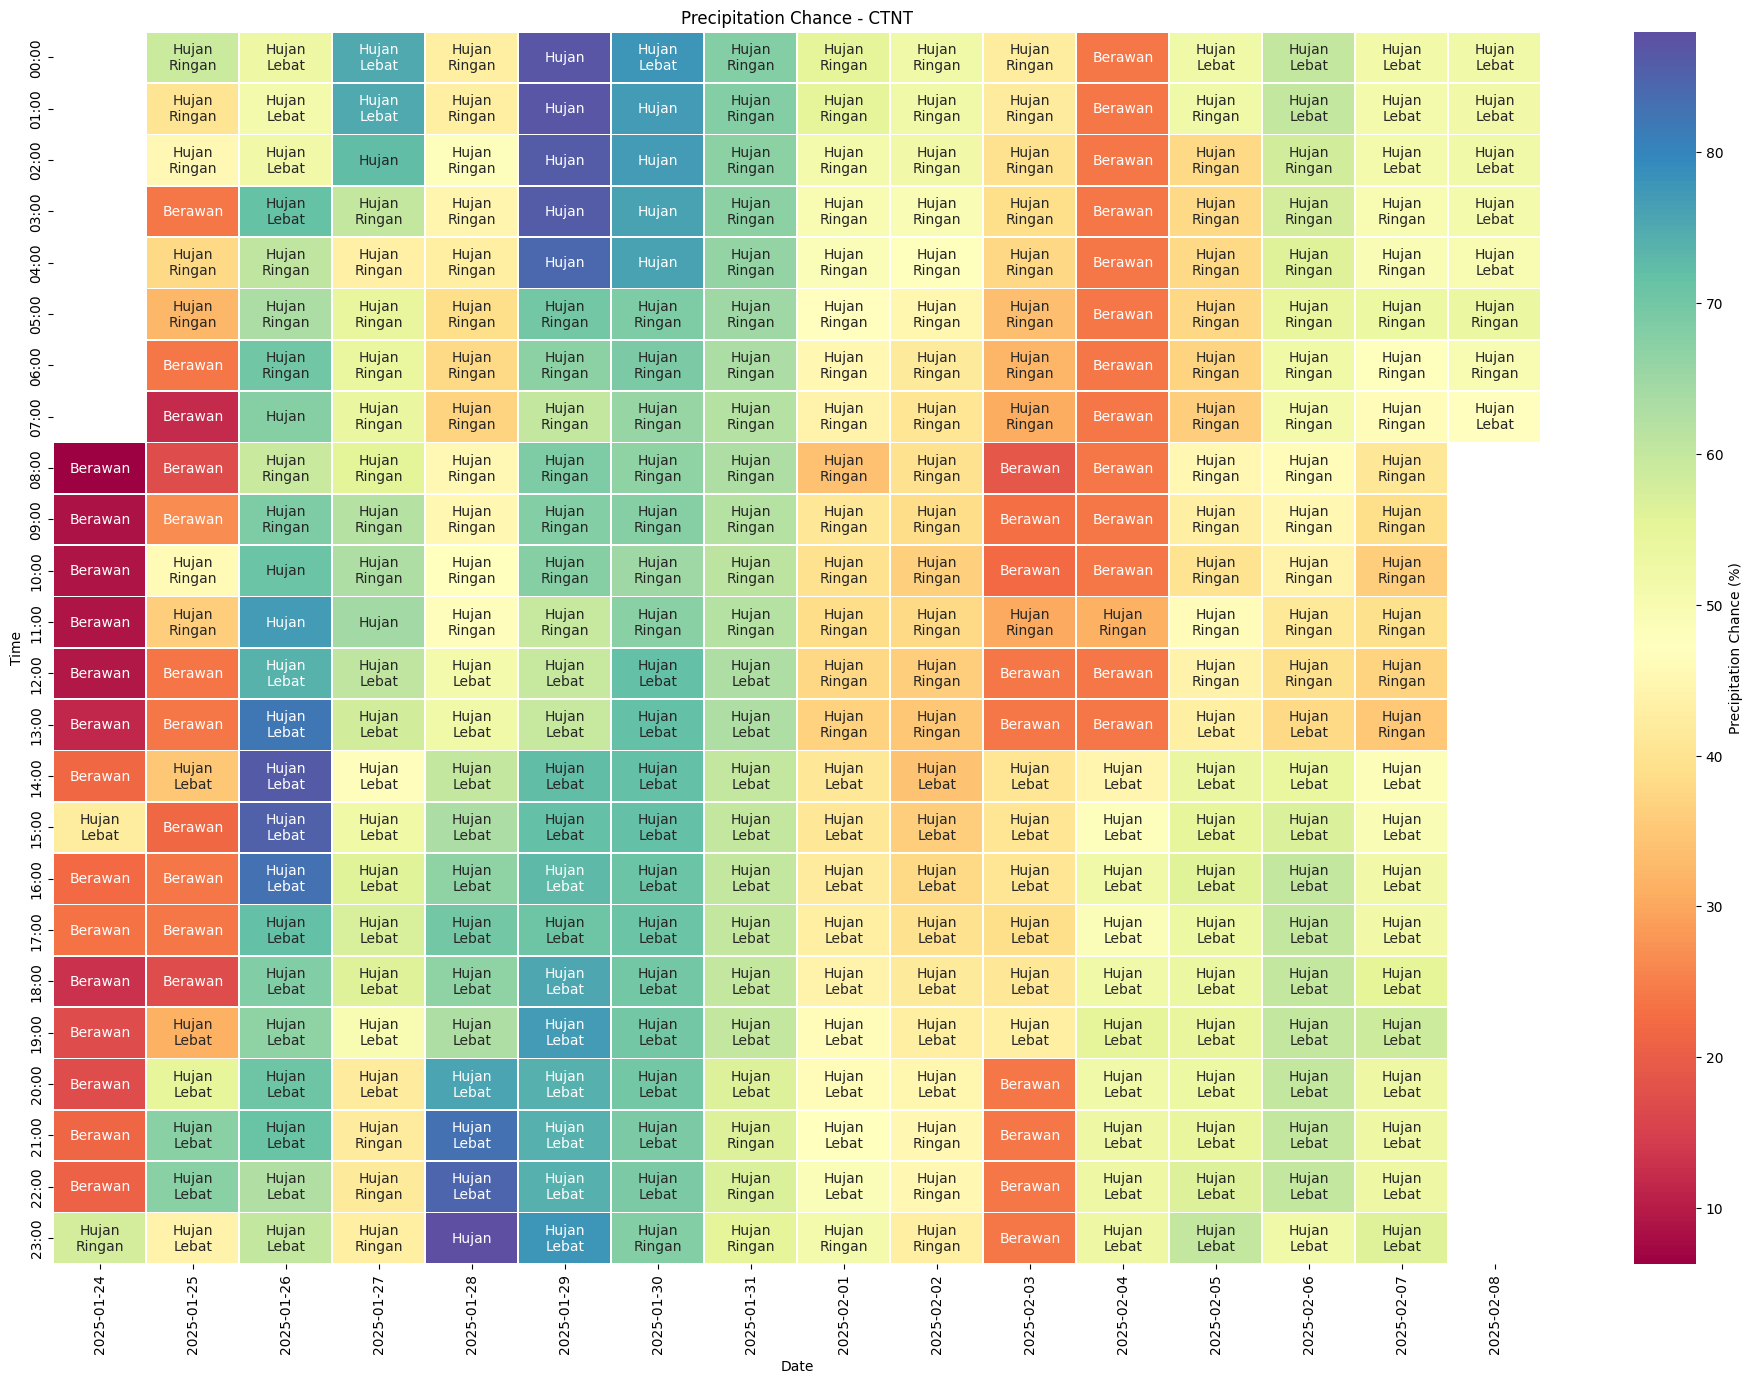 Precipitation Chance - CTNT
00:00 Hujan Ringan Hujan Lebat Hujan Lebat Hujan Ringan Hujan Hujan Lebat Hujan Ringan Hujan Ringan Hujan Ringan Hujan Ringan Berawan Hujan Lebat Hujan Lebat Hujan Lebat Hujan Lebat
01:00 Hujan Ringan Hujan Lebat Hujan Lebat Hujan Ringan Hujan Hujan Hujan Ringan Hujan Ringan Hujan Ringan Hujan Ringan Berawan Hujan Ringan Hujan Lebat Hujan Lebat Hujan Lebat
02:00 Hujan Ringan Hujan Lebat Hujan Hujan Ringan Hujan Hujan Hujan Ringan Hujan Ringan Hujan Ringan Hujan Ringan Berawan Hujan Ringan Hujan Ringan Hujan Lebat Hujan Lebat
03:00 Berawan Hujan Lebat Hujan Ringan Hujan Ringan Hujan Hujan Hujan Ringan Hujan Ringan Hujan Ringan Hujan Ringan Berawan Hujan Ringan Hujan Ringan Hujan Ringan Hujan Lebat
04:00 Hujan Ringan Hujan Ringan Hujan Ringan Hujan Ringan Hujan Hujan Hujan Ringan Hujan Ringan Hujan Ringan Hujan Ringan Berawan Hujan Ringan Hujan Ringan Hujan Ringan Hujan Lebat
05:00 Hujan Ringan Hujan Ringan Hujan Ringan Hujan Ringan Hujan Ringan Hujan Ringan Hujan Ringan Hujan Ringan Hujan Ringan Hujan Ringan Berawan Hujan Ringan Hujan Ringan Hujan Ringan Hujan Ringan
06:00 Berawan Hujan Ringan Hujan Ringan Hujan Ringan Hujan Ringan Hujan Ringan Hujan Ringan Hujan Ringan Hujan Ringan Hujan Ringan Berawan Hujan Ringan Hujan Ringan Hujan Ringan Hujan Ringan
07:00 Berawan Hujan Hujan Ringan Hujan Ringan Hujan Ringan Hujan Ringan Hujan Ringan Hujan Ringan Hujan Ringan Hujan Ringan Berawan Hujan Ringan Hujan Ringan Hujan Ringan Hujan Lebat
08:00 Berawan Berawan Hujan Ringan Hujan Ringan Hujan Ringan Hujan Ringan Hujan Ringan Hujan Ringan Hujan Ringan Hujan Ringan Berawan Berawan Hujan Ringan Hujan Ringan Hujan Ringan
09:00 Berawan Berawan Hujan Ringan Hujan Ringan Hujan Ringan Hujan Ringan Hujan Ringan Hujan Ringan Hujan Ringan Hujan Ringan Berawan Berawan Hujan Ringan Hujan Ringan Hujan Ringan
10:00 Berawan Hujan Ringan Hujan Hujan Ringan Hujan Ringan Hujan Ringan Hujan Ringan Hujan Ringan Hujan Ringan Hujan Ringan Berawan Berawan Hujan Ringan Hujan Ringan Hujan Ringan
11:00 Berawan Hujan Ringan Hujan Hujan Hujan Ringan Hujan Ringan Hujan Ringan Hujan Ringan Hujan Ringan Hujan Ringan Hujan Ringan Hujan Ringan Hujan Ringan Hujan Ringan Hujan Ringan
12:00 Berawan Berawan Hujan Lebat Hujan Lebat Hujan Lebat Hujan Lebat Hujan Lebat Hujan Lebat Hujan Ringan Hujan Ringan Berawan Berawan Hujan Ringan Hujan Ringan Hujan Ringan
13:00 Berawan Berawan Hujan Lebat Hujan Lebat Hujan Lebat Hujan Lebat Hujan Lebat Hujan Lebat Hujan Ringan Hujan Ringan Berawan Berawan Hujan Lebat Hujan Lebat Hujan Ringan
14:00 Berawan Hujan Lebat Hujan Lebat Hujan Lebat Hujan Lebat Hujan Lebat Hujan Lebat Hujan Lebat Hujan Lebat Hujan Lebat Hujan Lebat Hujan Lebat Hujan Lebat Hujan Lebat Hujan Lebat
15:00 Hujan Lebat Berawan Hujan Lebat Hujan Lebat Hujan Lebat Hujan Lebat Hujan Lebat Hujan Lebat Hujan Lebat Hujan Lebat Hujan Lebat Hujan Lebat Hujan Lebat Hujan Lebat Hujan Lebat
16:00 Berawan Berawan Hujan Lebat Hujan Lebat Hujan Lebat Hujan Lebat Hujan Lebat Hujan Lebat Hujan Lebat Hujan Lebat Hujan Lebat Hujan Lebat Hujan Lebat Hujan Lebat Hujan Lebat
17:00 Berawan Berawan Hujan Lebat Hujan Lebat Hujan Lebat Hujan Lebat Hujan Lebat Hujan Lebat Hujan Lebat Hujan Lebat Hujan Lebat Hujan Lebat Hujan Lebat Hujan Lebat Hujan Lebat
18:00 Berawan Berawan Hujan Lebat Hujan Lebat Hujan Lebat Hujan Lebat Hujan Lebat Hujan Lebat Hujan Lebat Hujan Lebat Hujan Lebat Hujan Lebat Hujan Lebat Hujan Lebat Hujan Lebat
19:00 Berawan Hujan Lebat Hujan Lebat Hujan Lebat Hujan Lebat Hujan Lebat Hujan Lebat Hujan Lebat Hujan Lebat Hujan Lebat Hujan Lebat Hujan Lebat Hujan Lebat Hujan Lebat Hujan Lebat
20:00 Berawan Hujan Lebat Hujan Lebat Hujan Lebat Hujan Lebat Hujan Lebat Hujan Lebat Hujan Lebat Hujan Lebat Hujan Lebat Berawan Hujan Lebat Hujan Lebat Hujan Lebat Hujan Lebat
21:00 Berawan Hujan Lebat Hujan Lebat Hujan Ringan Hujan Lebat Hujan Lebat Hujan Lebat Hujan Ringan Hujan Lebat Hujan Ringan Berawan Hujan Lebat Hujan Lebat Hujan Lebat Hujan Lebat
22:00 Berawan Hujan Lebat Hujan Lebat Hujan Ringan Hujan Lebat Hujan Lebat Hujan Lebat Hujan Ringan Hujan Lebat Hujan Ringan Berawan Hujan Lebat Hujan Lebat Hujan Lebat Hujan Lebat
23:00 Hujan Ringan Hujan Lebat Hujan Lebat Hujan Ringan Hujan Hujan Lebat Hujan Ringan Hujan Ringan Hujan Ringan Hujan Ringan Berawan Hujan Lebat Hujan Lebat Hujan Lebat Hujan Lebat
Time
2025-01-24 2025-01-25 2025-01-26 2025-01-27 2025-01-28 2025-01-29 2025-01-30 2025-01-31 2025-02-01 2025-02-02 2025-02-03 2025-02-04 2025-02-05 2025-02-06 2025-02-07 2025-02-08
Date
80
70
60
50
40
30
20
10
Precipitation Chance (%)